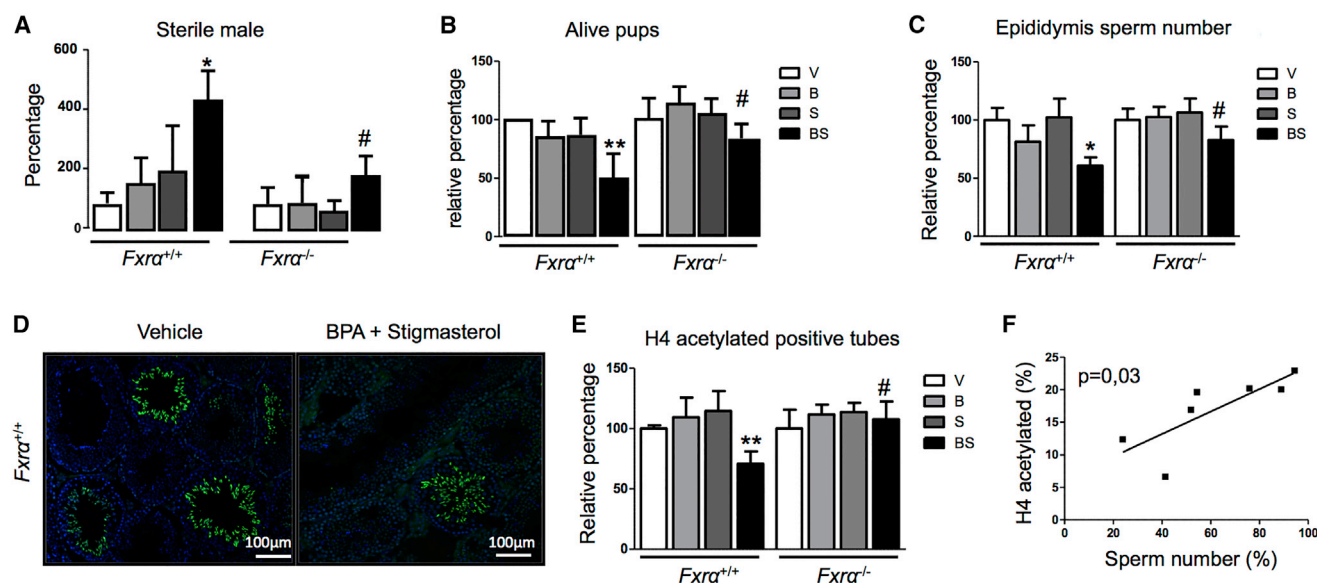 A
Sterile male
Percentage
600
400
200
0
*
#
Fxrα+/+
Fxrα-/-
B
Alive pups
relative percentage
150
100
50
0
**
#
Fxrα+/+
Fxrα-/-
V
B
S
BS
C
Epididymis sperm number
Relative percentage
150
100
50
0
*
#
Fxrα+/+
Fxrα-/-
V
B
S
BS
D
Vehicle
BPA + Stigmasterol
Fxrα+/+
100µm
100µm
E
H4 acetylated positive tubes
Relative percentage
150
100
50
0
**
#
Fxrα+/+
Fxrα-/-
V
B
S
BS
F
H4 acetylated (%)
25
20
15
10
5
0
p=0,03
0 20 40 60 80 100
Sperm number (%)